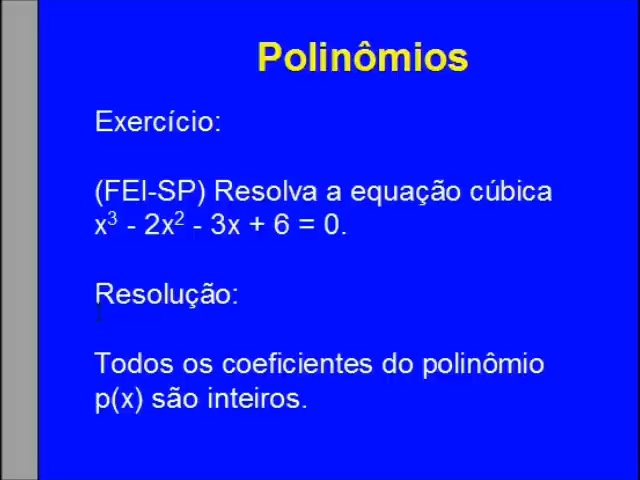 Polinômios
Exercício:
(FEI-SP) Resolva a equação cúbica
x³ - 2x² - 3x + 6 = 0.
Resolução:
Todos os coeficientes do polinômio
p(x) são inteiros.